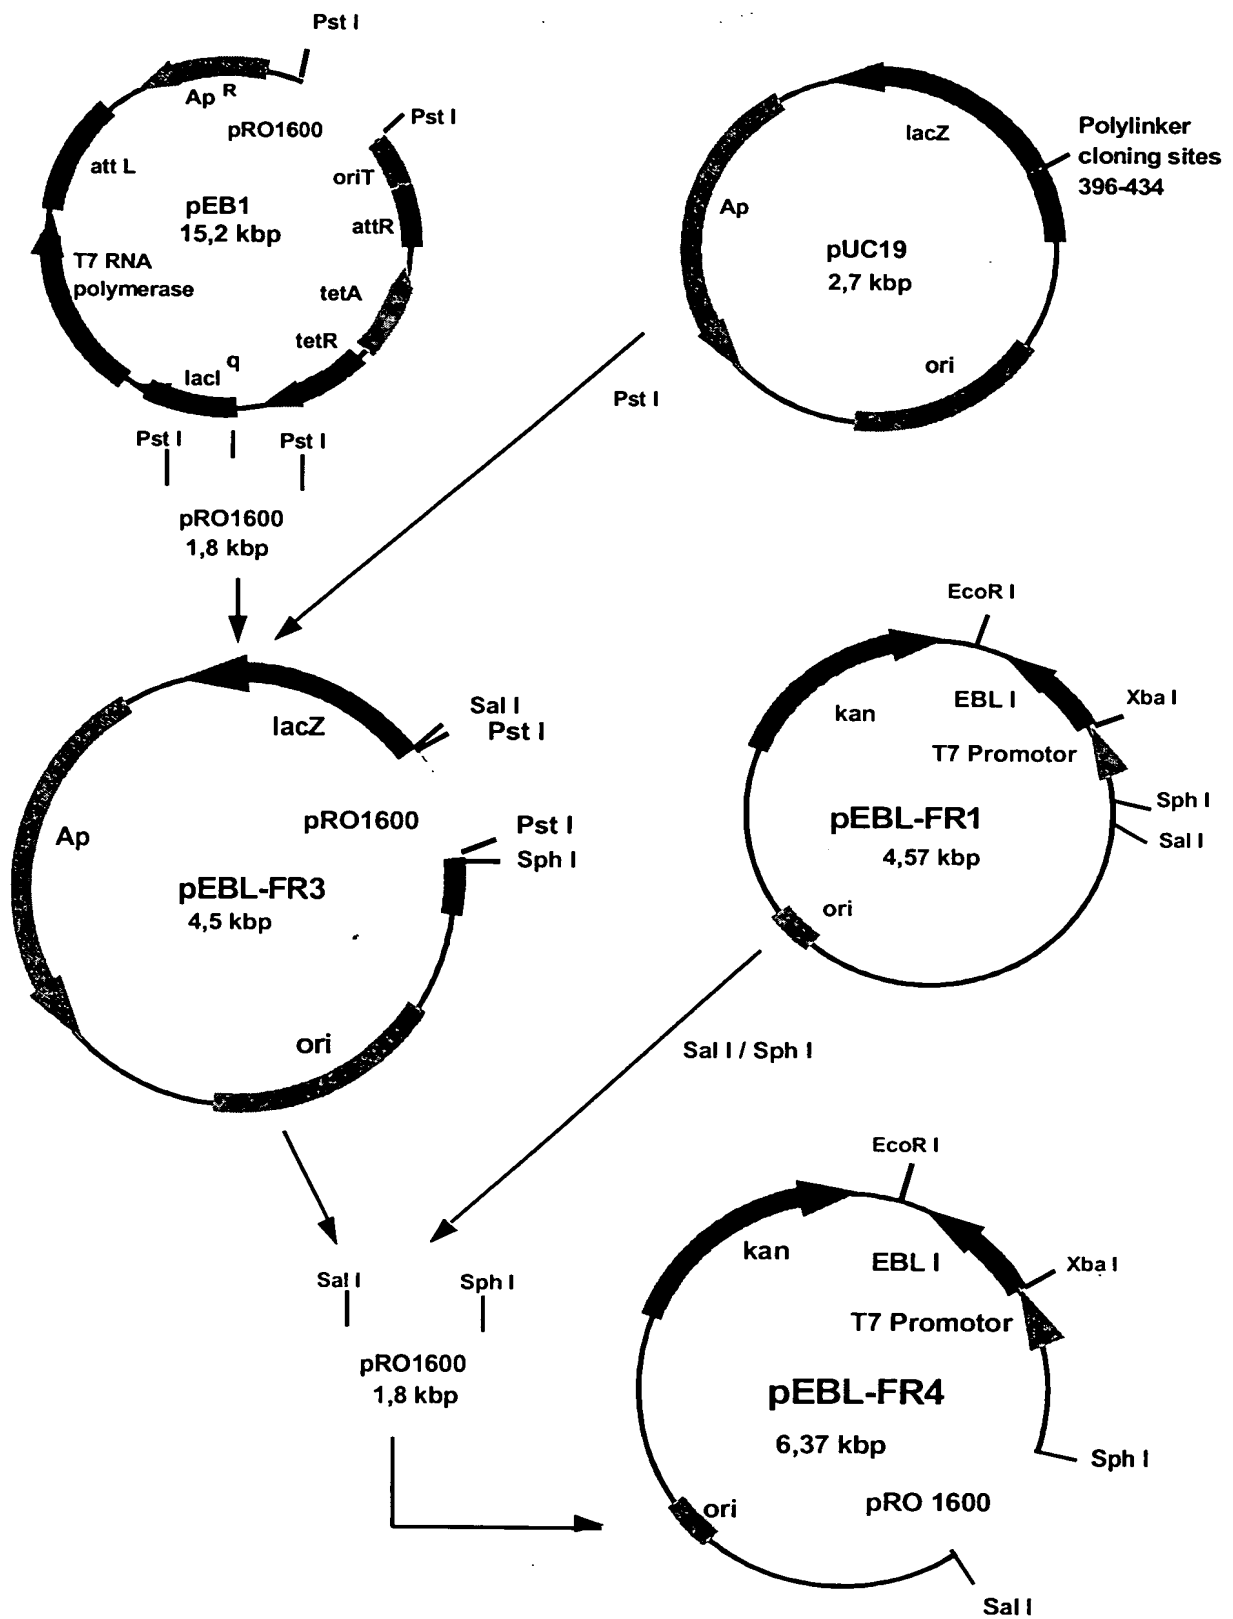 Pst I
Ap R
pRO1600
Pst I
att L
oriT
pEB1
15,2 kbp
attR
T7 RNA
polymerase
tetA
tetR
lacI q
Pst I
Pst I
pRO1600
1,8 kbp
lacZ
Polylinker
cloning sites
396-434
Ap
pUC19
2,7 kbp
ori
Pst I
lacZ
Sal I
Pst I
Ap
pRO1600
Pst I
Sph I
pEBL-FR3
4,5 kbp
ori
EcoR I
kan
EBL I
Xba I
T7 Promotor
pEBL-FR1
4,57 kbp
Sph I
Sal I
ori
Sal I / Sph I
Sal I
Sph I
pRO1600
1,8 kbp
EcoR I
kan
EBL I
Xba I
T7 Promotor
pEBL-FR4
6,37 kbp
Sph I
pRO 1600
ori
Sal I